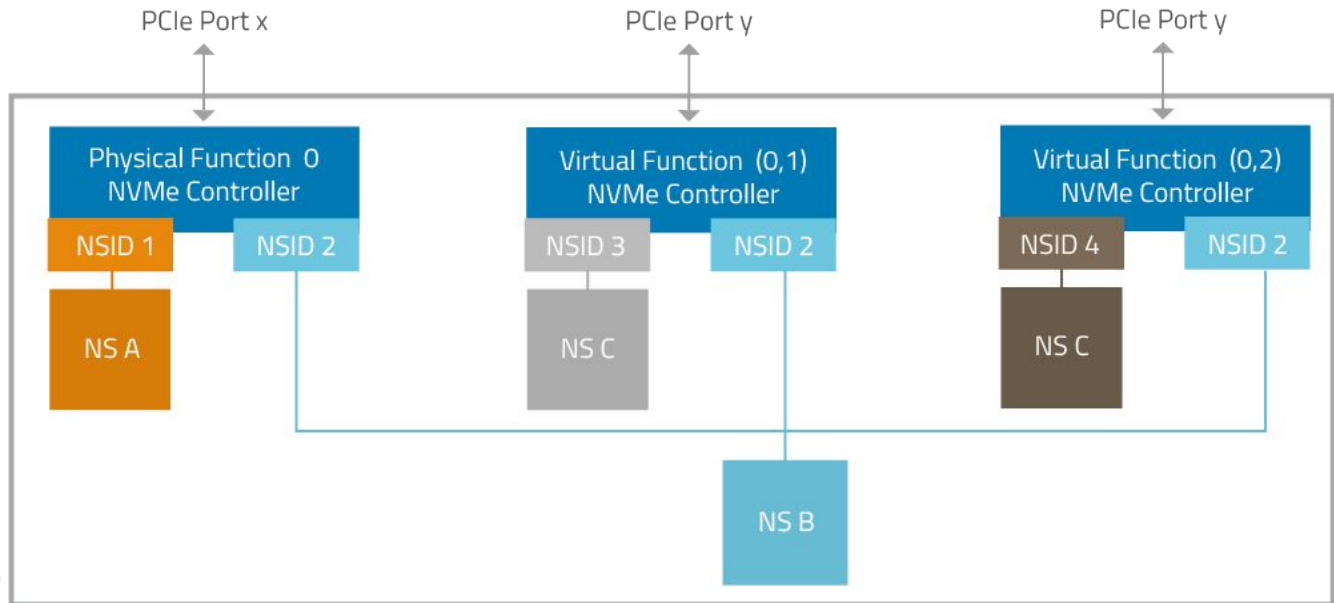 PCIe Port x
PCIe Port y
PCIe Port y
Physical Function 0
NVMe Controller
Virtual Function (0,1)
NVMe Controller
Virtual Function (0,2)
NVMe Controller
NSID 1
NSID 2
NSID 3
NSID 2
NSID 4
NSID 2
NS A
NS C
NS C
NS B